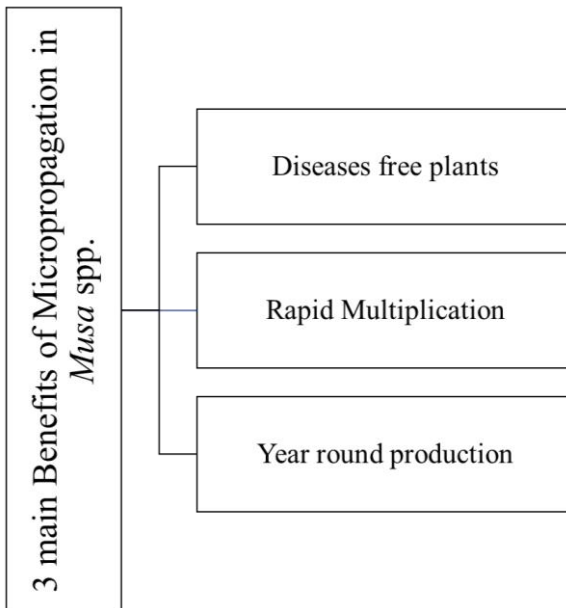 3 main Benefits of Micropropagation in
Musa spp.
Diseases free plants
Rapid Multiplication
Year round production